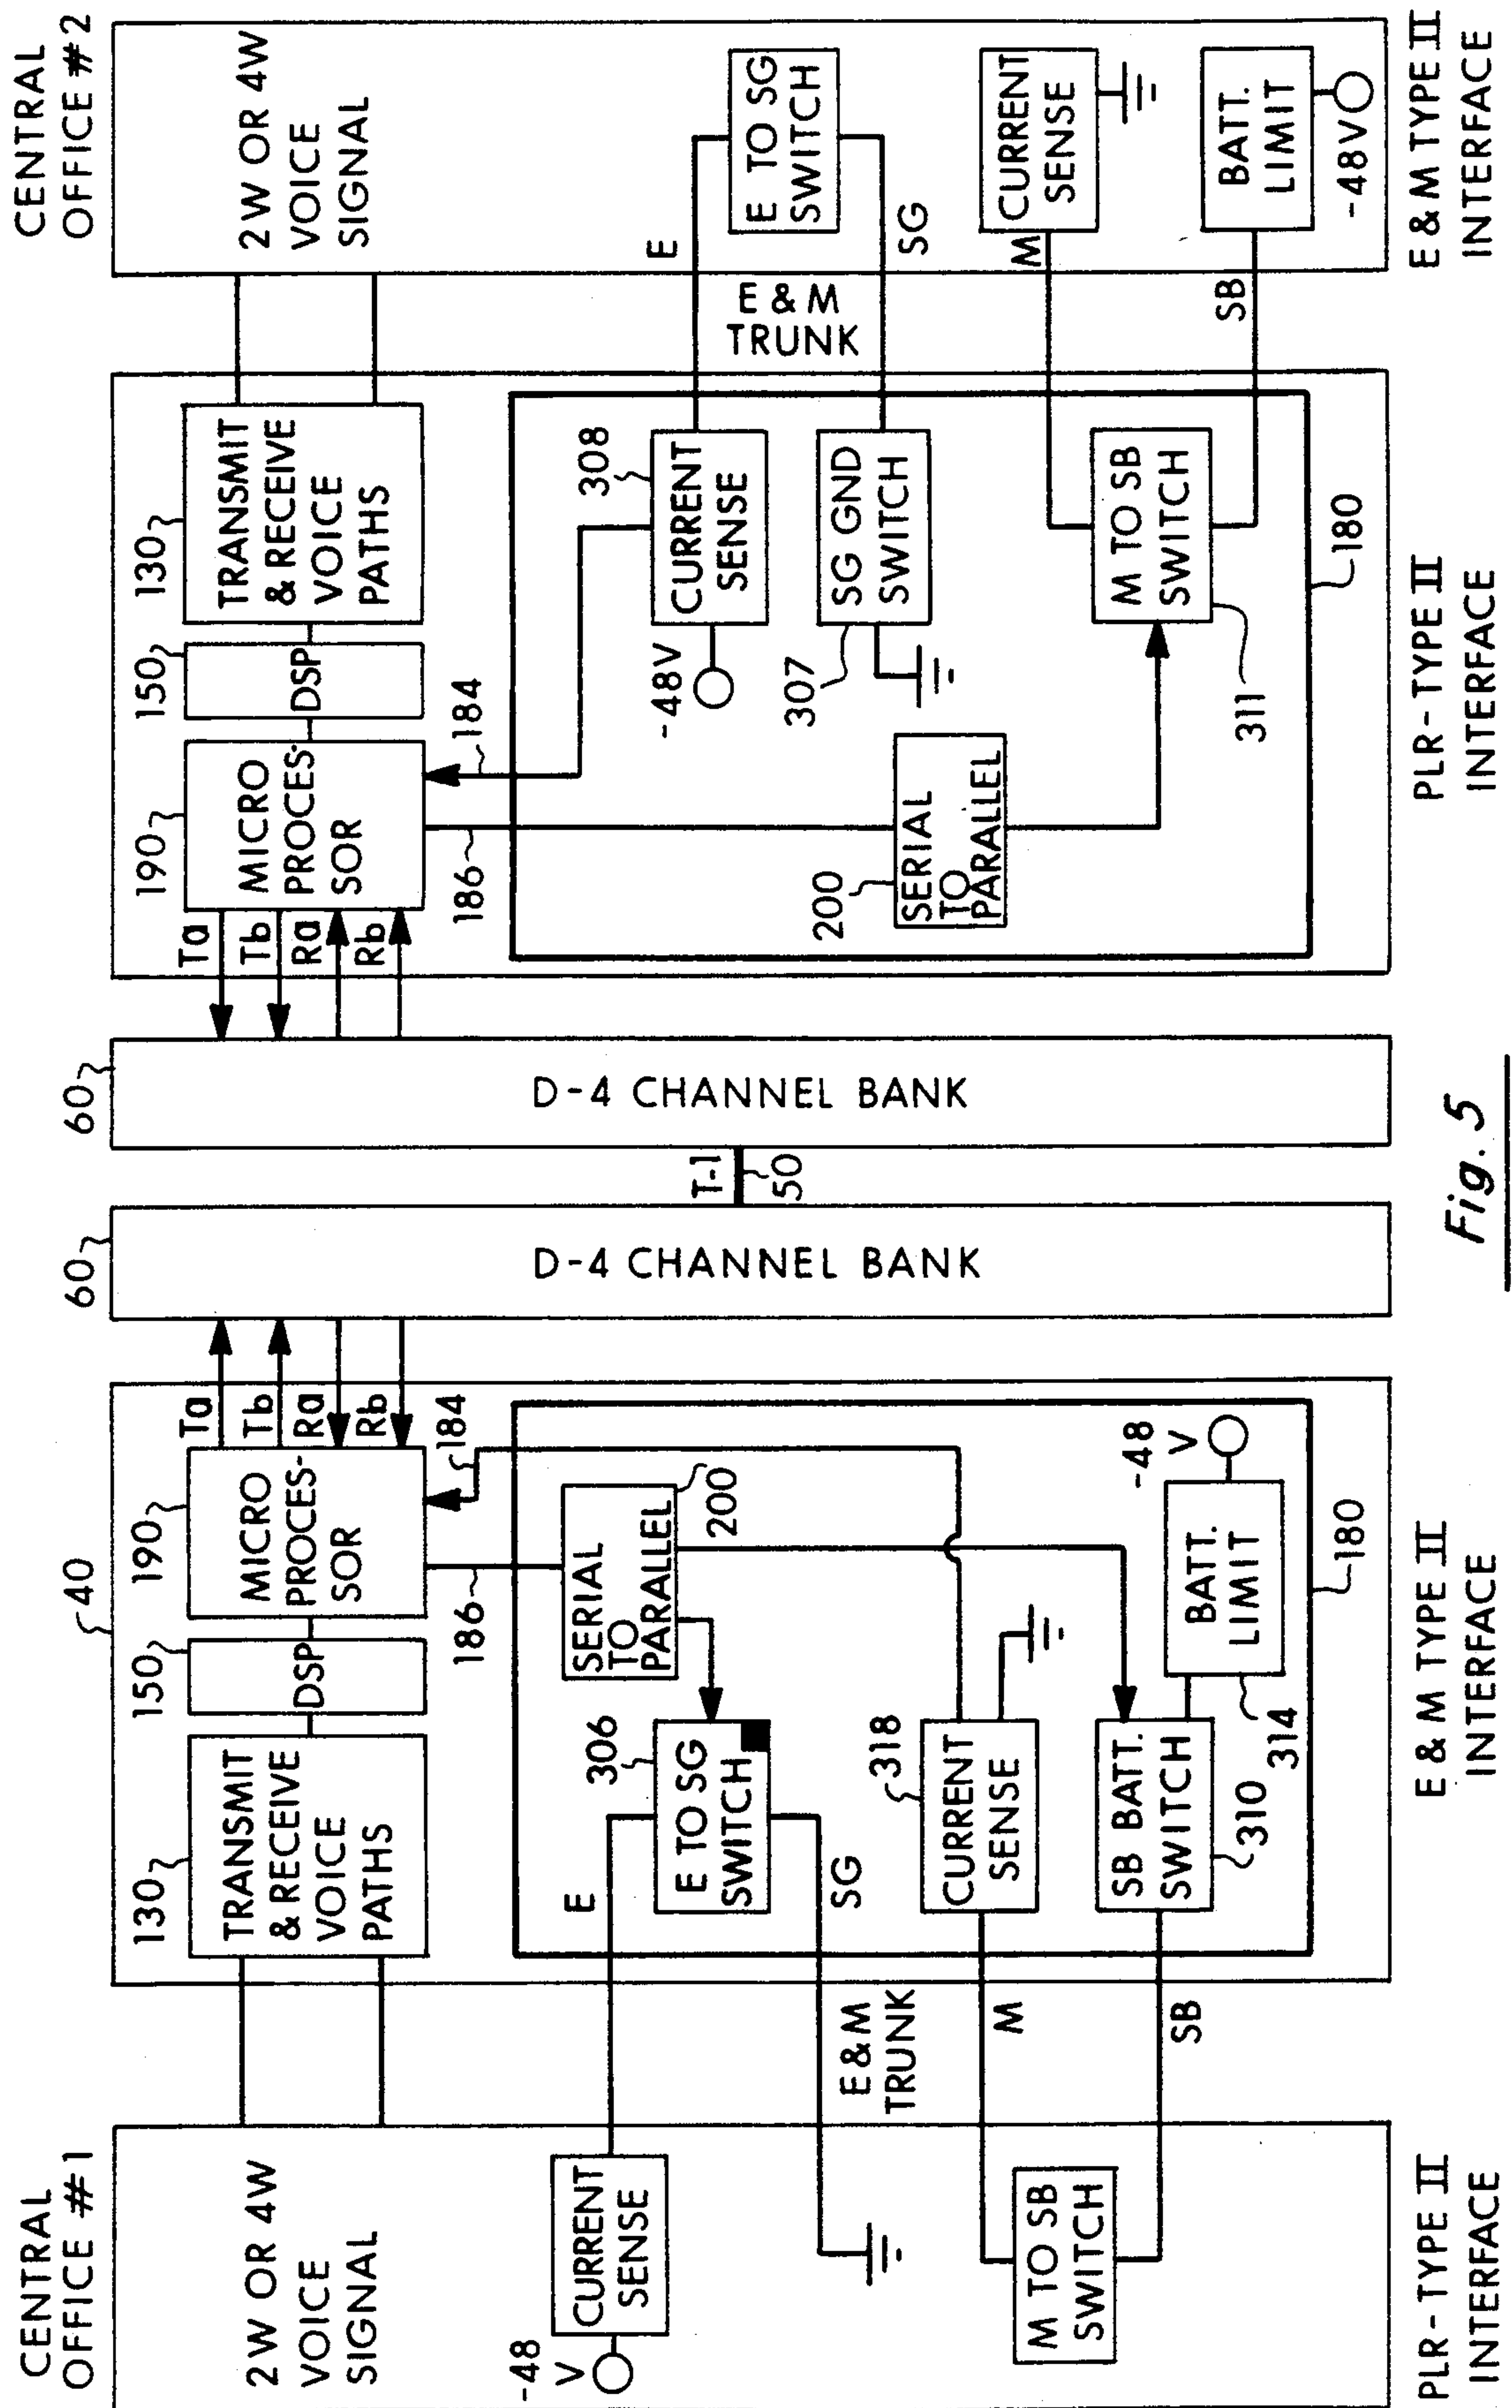 CENTRAL
OFFICE #1
2W OR 4W
VOICE
SIGNAL
-48
V
CURRENT
SENSE
M TO SB
SWITCH
PLR-TYPE II
INTERFACE
E & M
TRUNK
M
SB
40
130
TRANSMIT
& RECEIVE
VOICE
PATHS
150
DSP
190
MICRO
PROCES-
SOR
Ta
Tb
Ra
Rb
184
186
SERIAL
TO
PARALLEL
200
E
306
E TO SG
SWITCH
SG
318
CURRENT
SENSE
SB BATT.
SWITCH
310
314
BATT.
LIMIT
-48
V
180
E & M TYPE II
INTERFACE
60
D-4 CHANNEL BANK
T-1
50
60
D-4 CHANNEL BANK
Ta
Tb
Ra
Rb
190
MICRO
PROCES-
SOR
150
DSP
130
TRANSMIT
& RECEIVE
VOICE
PATHS
184
186
200
SERIAL
TO
PARALLEL
308
CURRENT
SENSE
-48V
307
SG GND
SWITCH
M TO SB
SWITCH
311
180
PLR-TYPE II
INTERFACE
E & M
TRUNK
CENTRAL
OFFICE #2
2W OR 4W
VOICE
SIGNAL
E
E TO SG
SWITCH
SG
M
CURRENT
SENSE
SB
BATT.
LIMIT
-48V
E & M TYPE II
INTERFACE
Fig. 5